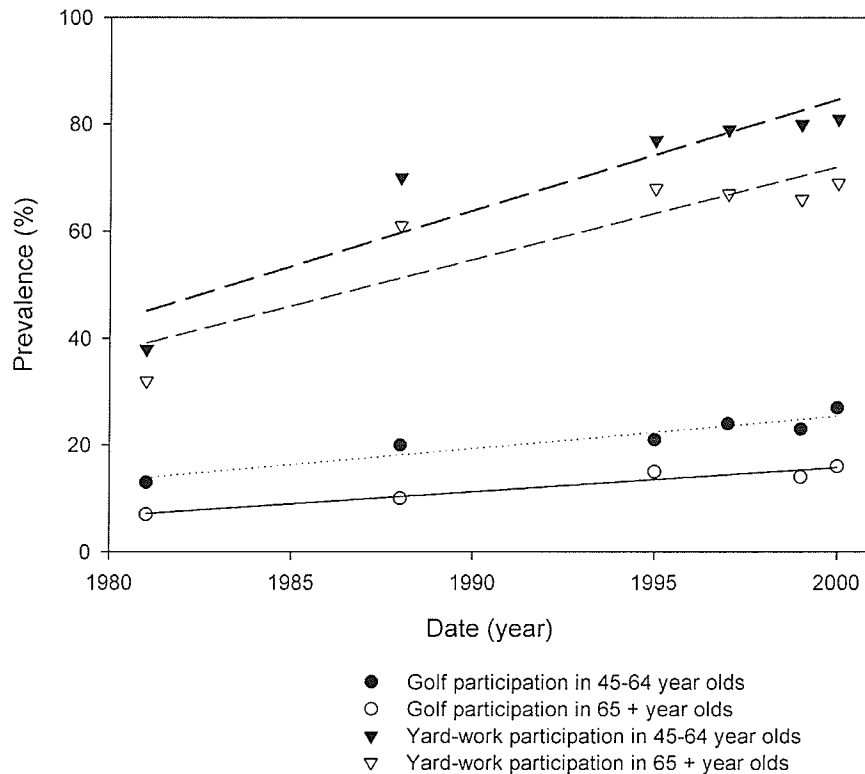 100
80
60
40
20
0
Prevalence (%)
1980 1985 1990 1995 2000
Date (year)
Golf participation in 45-64 year olds
Golf participation in 65 + year olds
Yard-work participation in 45-64 year olds
Yard-work participation in 65 + year olds